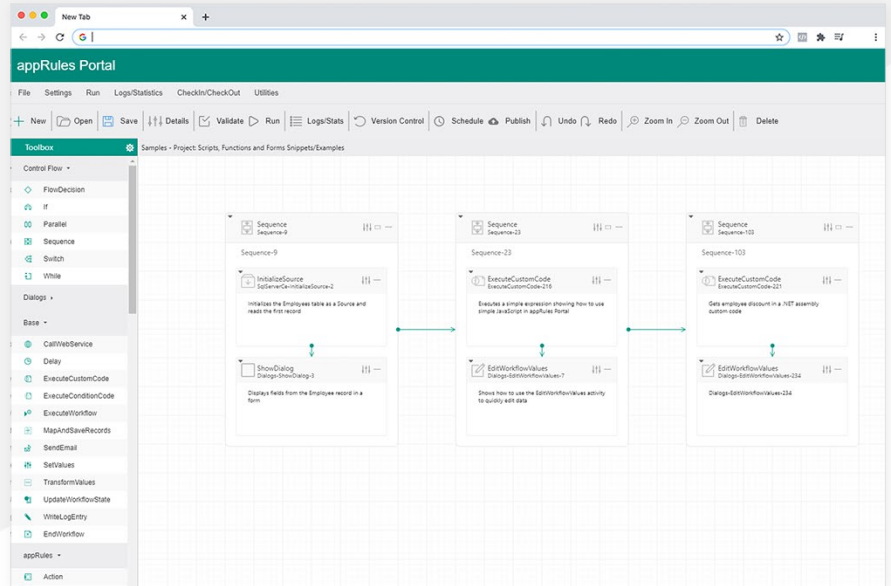 New Tab
G
appRules Portal
File Settings Run Logs/Statistics CheckIn/CheckOut Utilities
New Open Save Details Validate Run Logs/Stats Version Control Schedule Publish Undo Redo Zoom In Zoom Out Delete
Toolbox
Samples - Project: Scripts, Functions and Forms Snippets/Examples
Control Flow
FlowDecision
If
Parallel
Sequence
Switch
While
Dialogs
Base
CallWebService
Delay
ExecuteCustomCode
ExecuteConditionCode
ExecuteWorkflow
MapAndSaveRecords
SendEmail
SetValues
TransformValues
UpdateWorkflowState
WriteLogEntry
EndWorkflow
appRules
Action
Sequence
Sequence-9
Sequence-9
InitializeSource
SqlServerCe-InitializeSource-2
Initializes the Employees table as a Source and
reads the first record
ShowDialog
Dialogs-ShowDialog-3
Displays fields from the Employee record in a
form
Sequence
Sequence-23
Sequence-23
ExecuteCustomCode
ExecuteCustomCode-216
Executes a simple expression showing how to use
simple JavaScript in appRules Portal
EditWorkflowValues
Dialogs-EditWorkflowValues-7
Shows how to use the EditWorkflowValues activity
to quickly edit data
Sequence
Sequence-103
Sequence-103
ExecuteCustomCode
ExecuteCustomCode-221
Gets employee discount in a .NET assembly
custom code
EditWorkflowValues
Dialogs-EditWorkflowValues-234
Dialogs-EditWorkflowValues-234